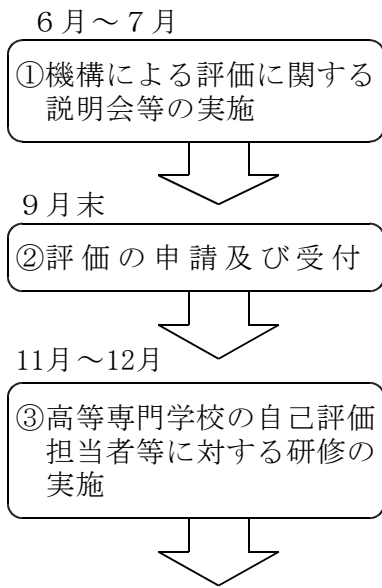 ６月～７月
①機構による評価に関する
説明会等の実施
９月末
②評価の申請及び受付
11月～12月
③高等専門学校の自己評価
担当者等に対する研修の
実施